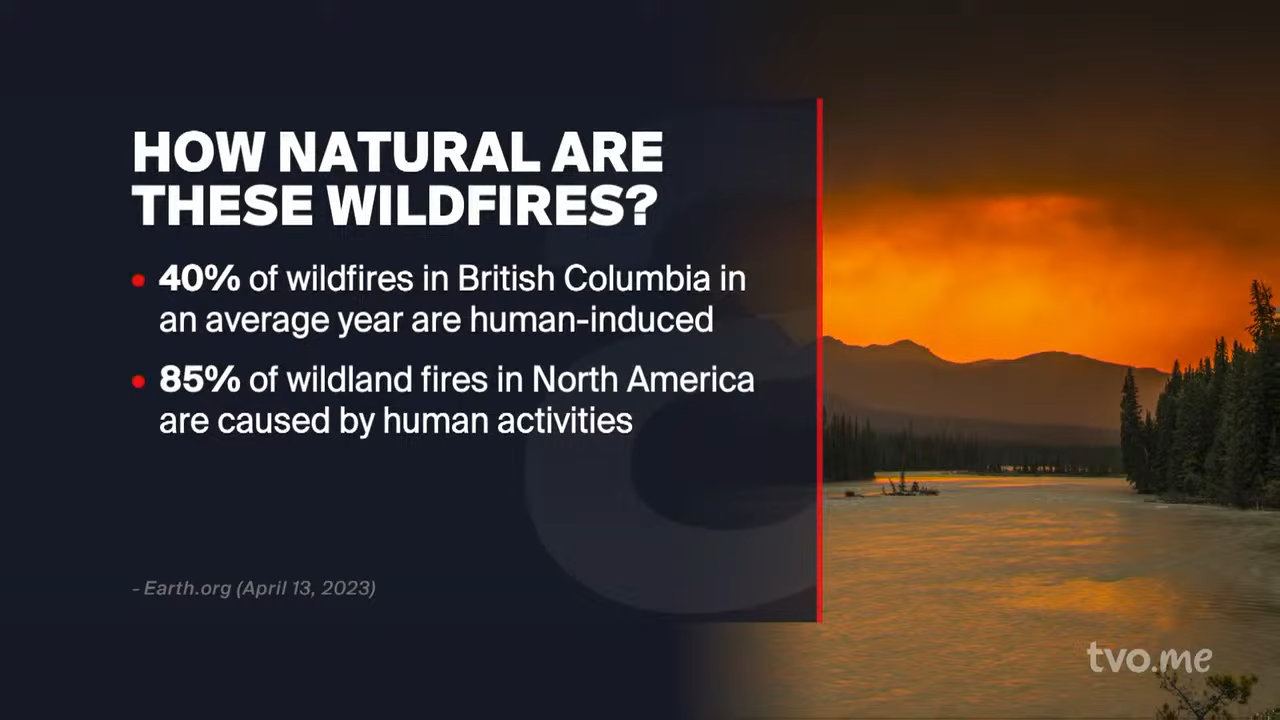 HOW NATURAL ARE
THESE WILDFIRES?
• 40% of wildfires in British Columbia in
an average year are human-induced
• 85% of wildland fires in North America
are caused by human activities
- Earth.org (April 13, 2023)
tvo.me